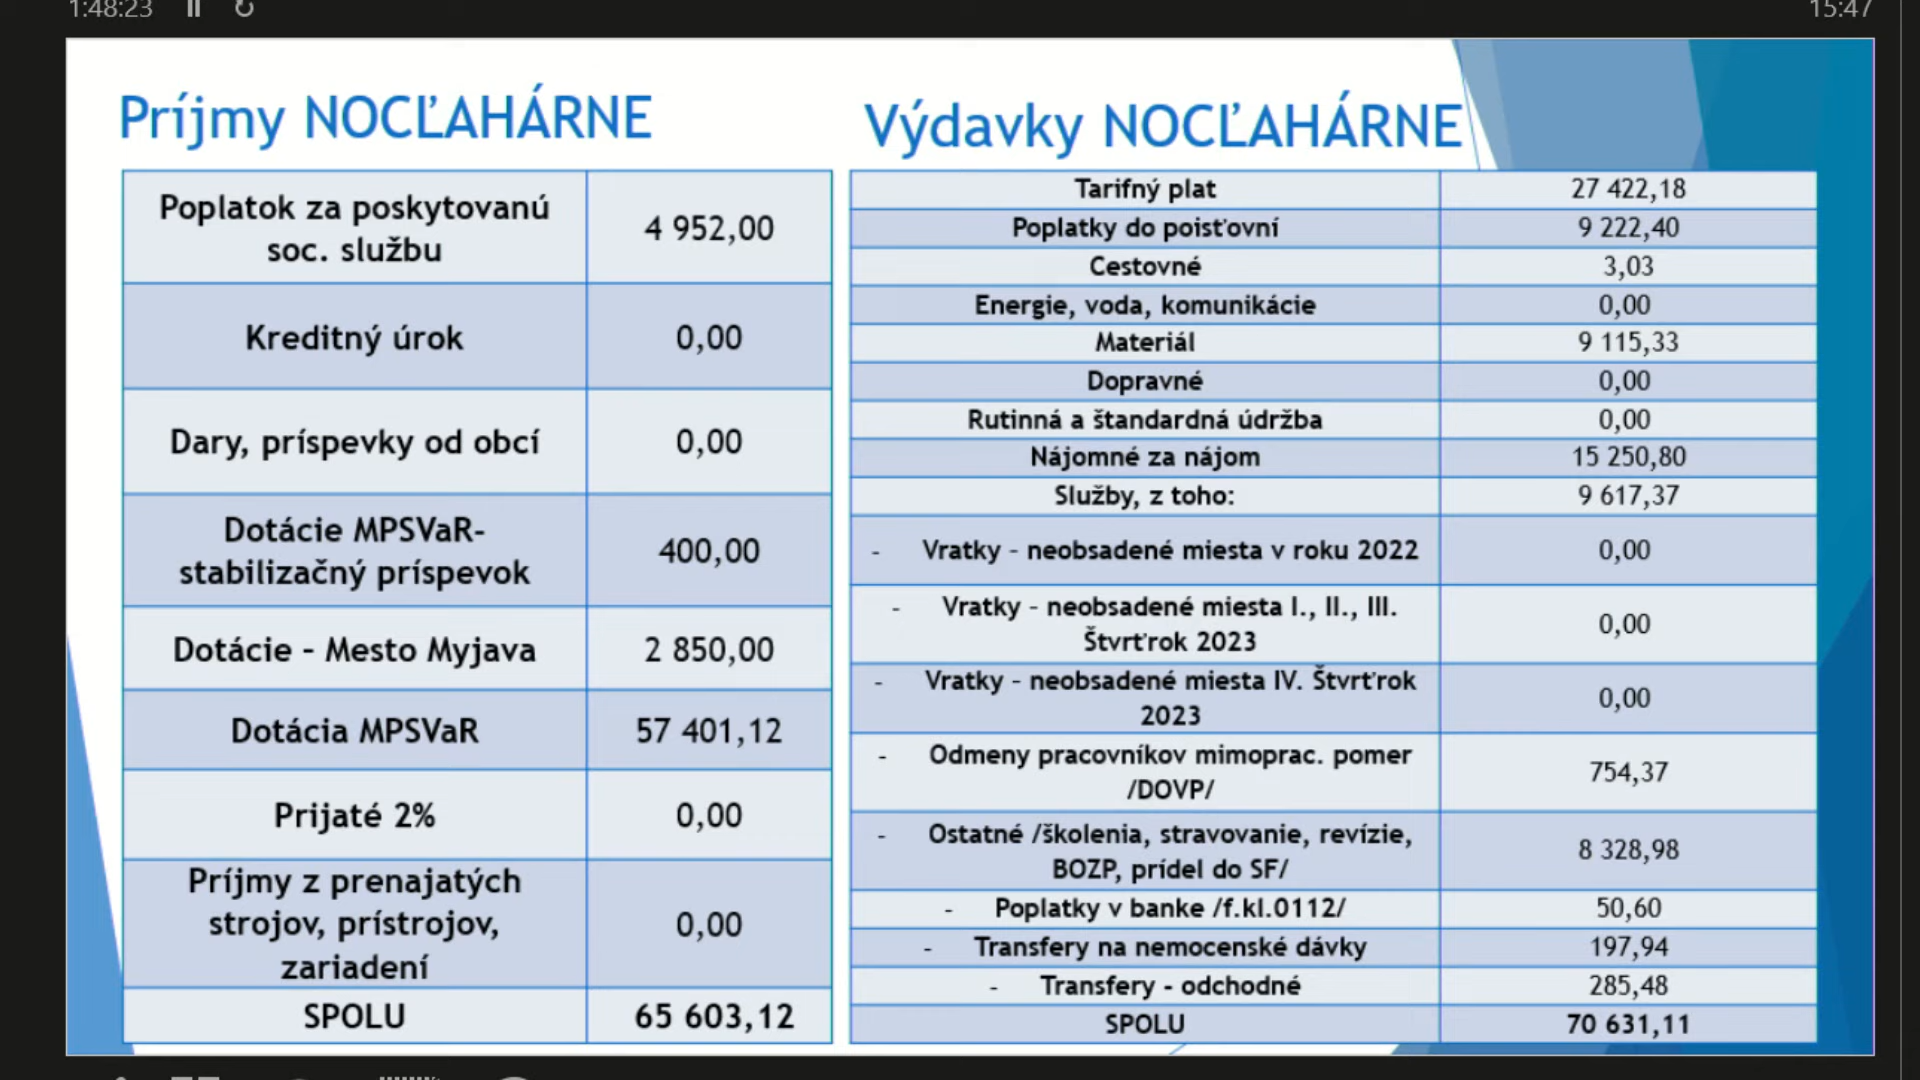 1:48:23
15:47
Príjmy NOCĽAHÁRNE
Poplatok za poskytovanú
soc. službu
4 952,00
Kreditný úrok
0,00
Dary, príspevky od obcí
0,00
Dotácie MPSVaR-
stabilizačný príspevok
400,00
Dotácie – Mesto Myjava
2 850,00
Dotácia MPSVaR
57 401,12
Prijaté 2%
0,00
Príjmy z prenajatých
strojov, prístrojov,
zariadení
0,00
SPOLU
65 603,12
Výdavky NOCĽAHÁRNE
Tarifný plat
27 422,18
Poplatky do poisťovní
9 222,40
Cestovné
3,03
Energie, voda, komunikácie
0,00
Materiál
9 115,33
Dopravné
0,00
Rutinná a štandardná údržba
0,00
Nájomné za nájom
15 250,80
Služby, z toho:
9 617,37
- Vratky – neobsadené miesta v roku 2022
0,00
- Vratky – neobsadené miesta I., II., III.
Štvrťrok 2023
0,00
- Vratky – neobsadené miesta IV. Štvrťrok
2023
0,00
- Odmeny pracovníkov mimoprac. pomer
/DOVP/
754,37
- Ostatné /školenia, stravovanie, revízie,
BOZP, prídel do SF/
8 328,98
- Poplatky v banke /f.kl.0112/
50,60
- Transfery na nemocenské dávky
197,94
- Transfery - odchodné
285,48
SPOLU
70 631,11